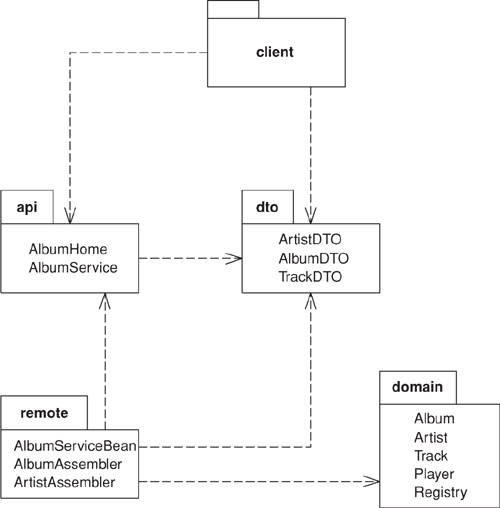 client
api
AlbumHome
AlbumService
dto
ArtistDTO
AlbumDTO
TrackDTO
remote
AlbumServiceBean
AlbumAssembler
ArtistAssembler
domain
Album
Artist
Track
Player
Registry